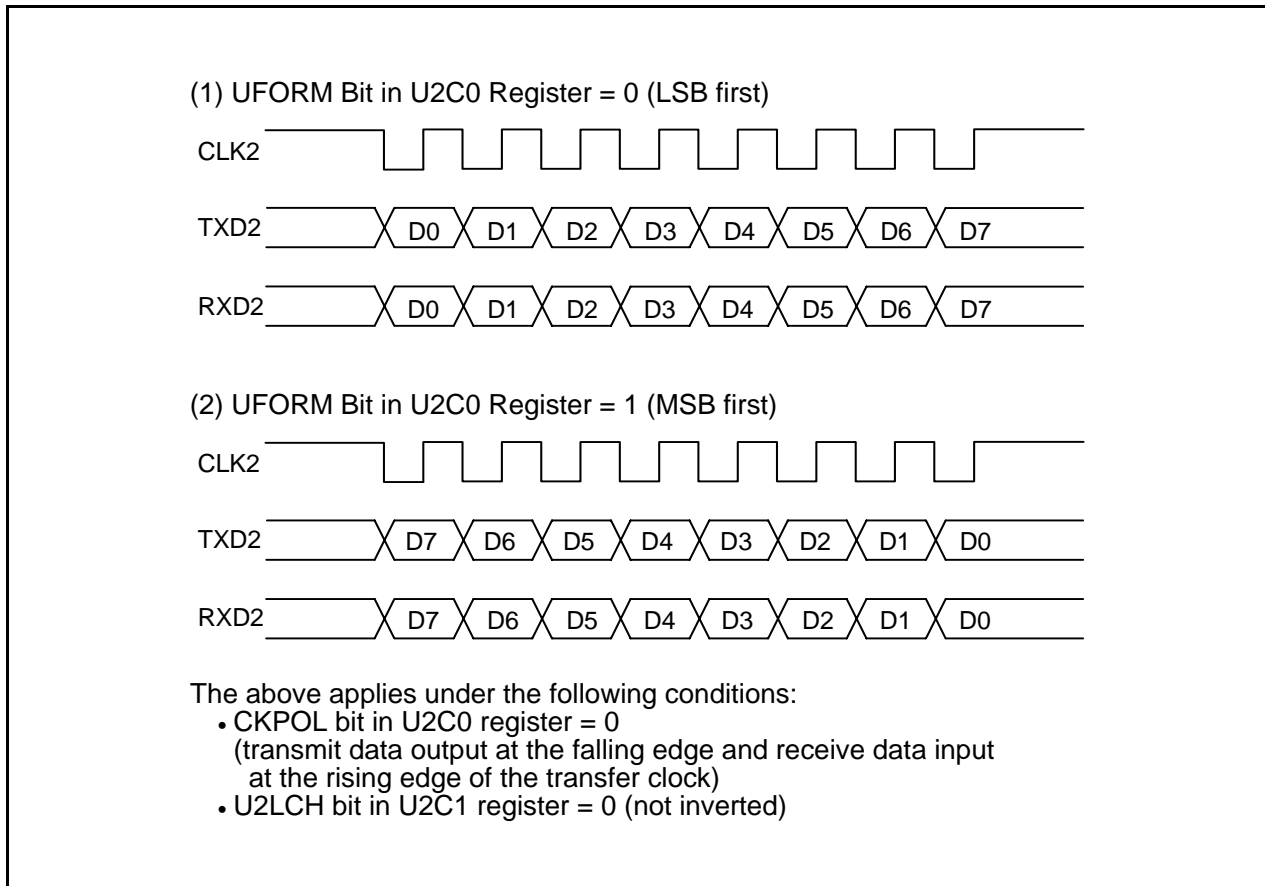 (1) UFORM Bit in U2C0 Register = 0 (LSB first)
CLK2
TXD2 D0 D1 D2 D3 D4 D5 D6 D7
RXD2 D0 D1 D2 D3 D4 D5 D6 D7
(2) UFORM Bit in U2C0 Register = 1 (MSB first)
CLK2
TXD2 D7 D6 D5 D4 D3 D2 D1 D0
RXD2 D7 D6 D5 D4 D3 D2 D1 D0
The above applies under the following conditions:
• CKPOL bit in U2C0 register = 0
(transmit data output at the falling edge and receive data input
at the rising edge of the transfer clock)
• U2LCH bit in U2C1 register = 0 (not inverted)